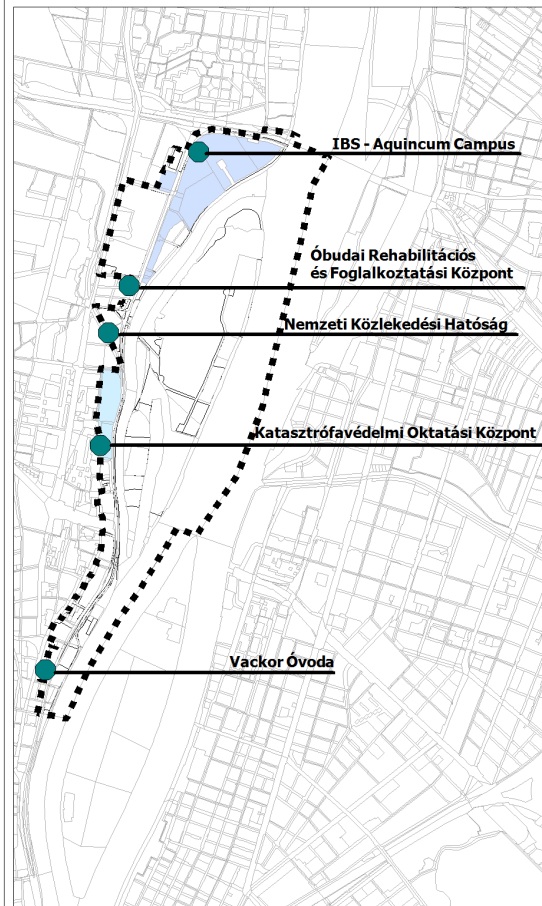 IBS - Aquincum Campus
Óbudai Rehabilitációs
és Foglalkoztatási Központ
Nemzeti Közlekedési Hatóság
Katasztrófavédelmi Oktatási Központ
Vackor Óvoda